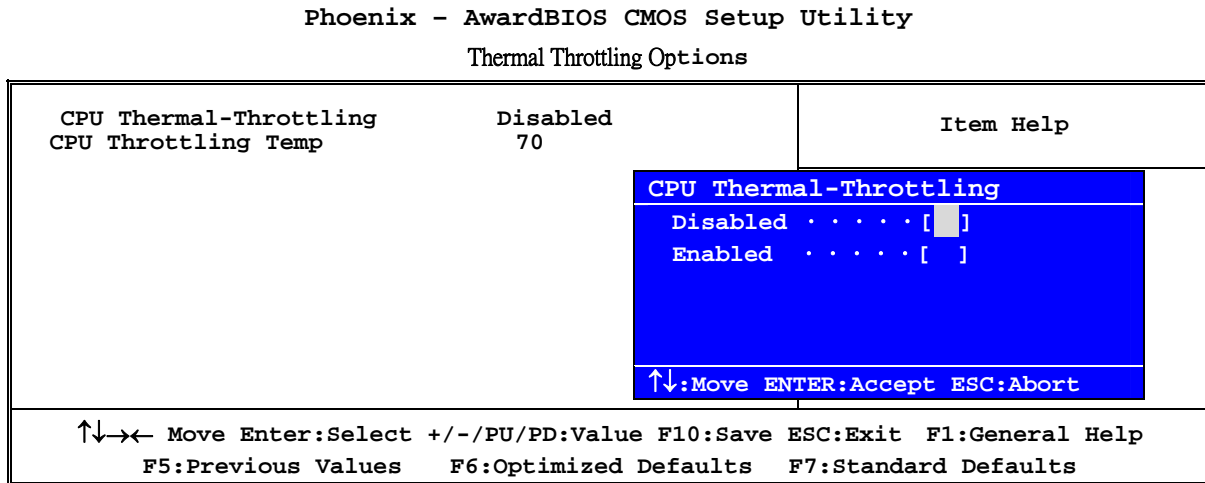 Phoenix – AwardBIOS CMOS Setup Utility
Thermal Throttling Options
CPU Thermal-Throttling Disabled
CPU Throttling Temp 70
Item Help
CPU Thermal-Throttling
Disabled · · · · · [ ]
Enabled · · · · · [ ]
↑↓:Move ENTER:Accept ESC:Abort
↑↓→← Move Enter:Select +/-/PU/PD:Value F10:Save ESC:Exit F1:General Help
F5:Previous Values F6:Optimized Defaults F7:Standard Defaults